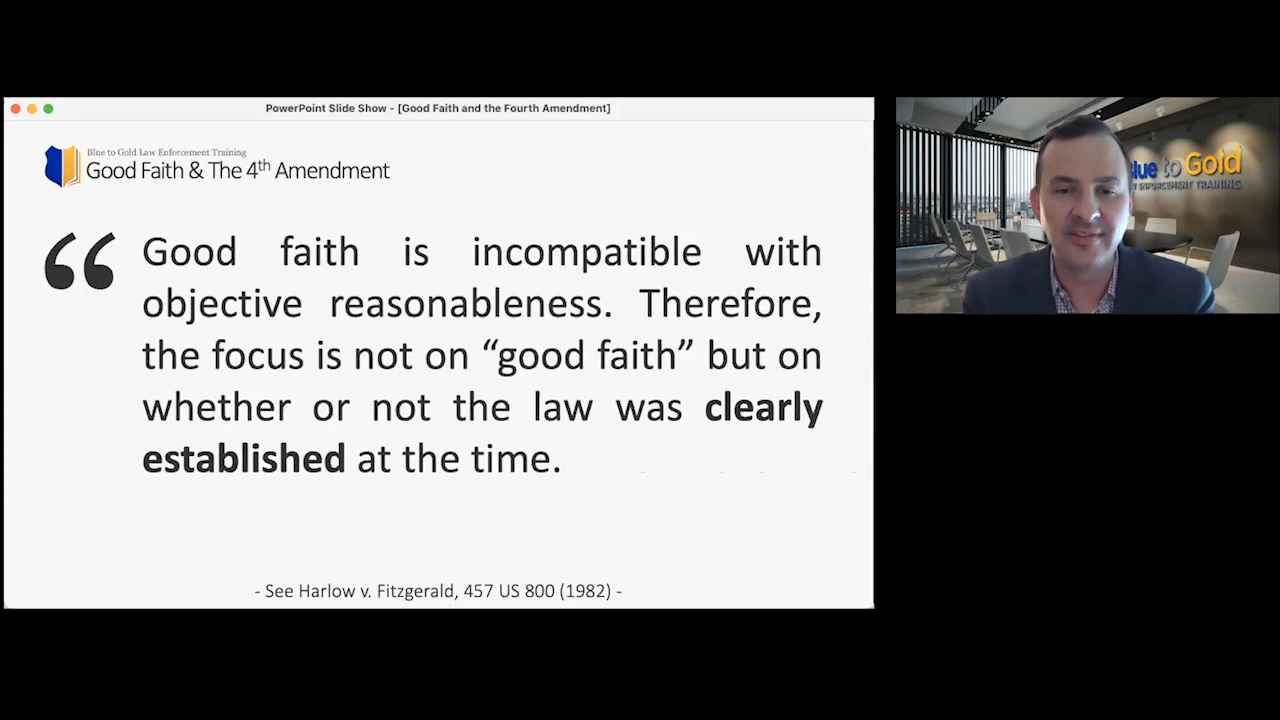 PowerPoint Slide Show - [Good Faith and the Fourth Amendment]
Blue to Gold Law Enforcement Training
Good Faith & The 4th Amendment
“
Good faith is incompatible with
objective reasonableness. Therefore,
the focus is not on “good faith” but on
whether or not the law was clearly
established at the time.
- See Harlow v. Fitzgerald, 457 US 800 (1982) -
lue to Gold
ENFORCEMENT TRAINING